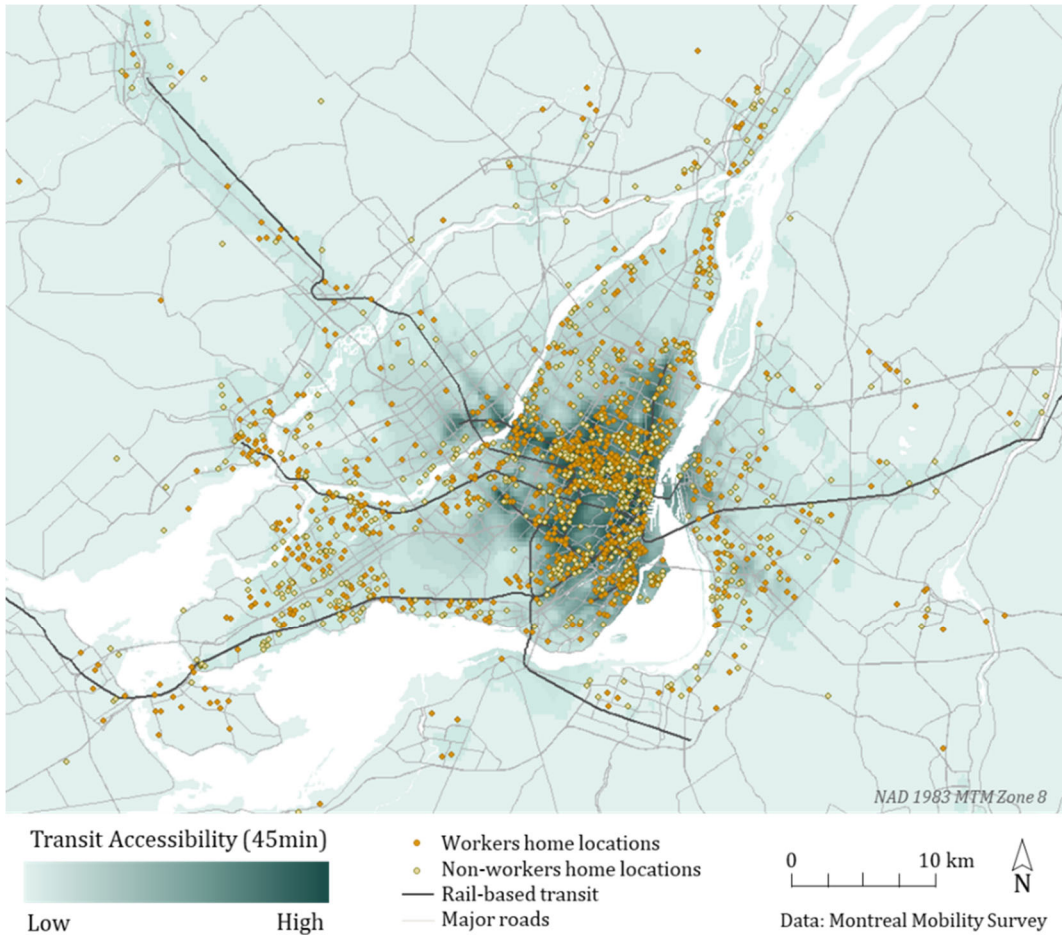 NAD 1983 MTM Zone 8
Transit Accessibility (45min)
Low High
Workers home locations
Non-workers home locations
Rail-based transit
Major roads
0 10 km
N
Data: Montreal Mobility Survey